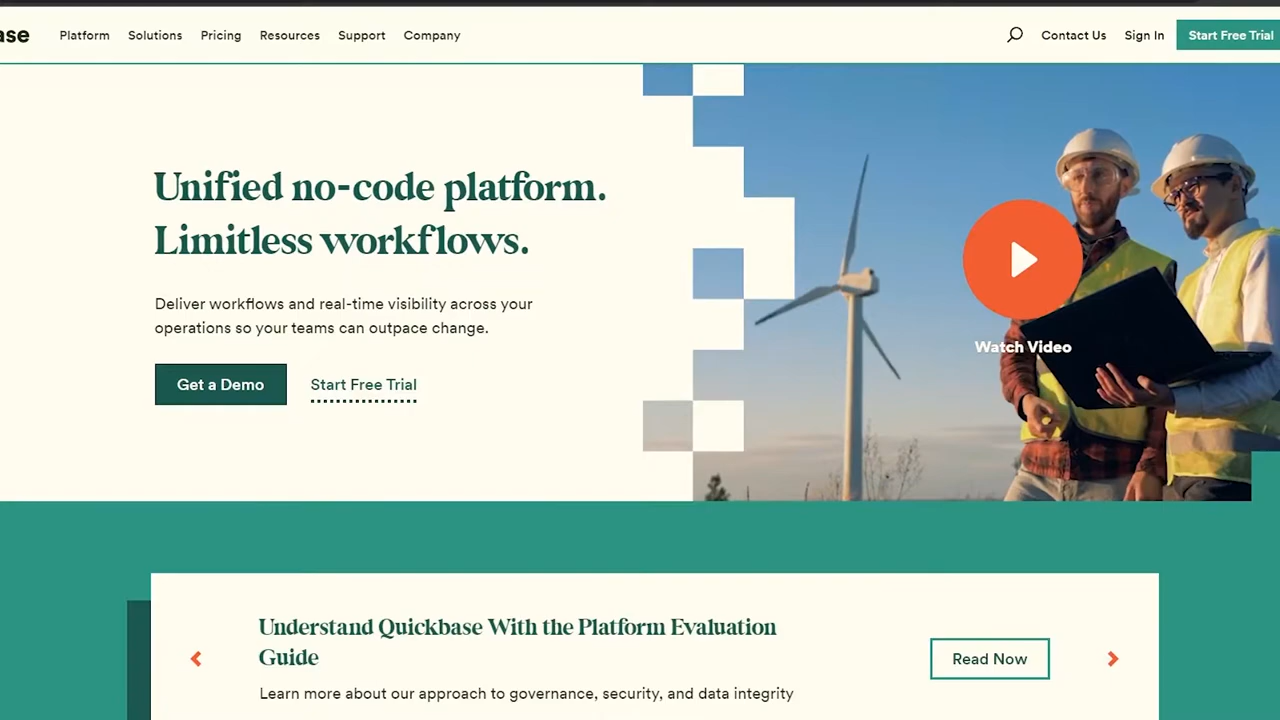 ase
Platform Solutions Pricing Resources Support Company
Contact Us Sign In Start Free Trial
Unified no-code platform.
Limitless workflows.
Deliver workflows and real-time visibility across your
operations so your teams can outpace change.
Get a Demo Start Free Trial
Watch Video
Understand Quickbase With the Platform Evaluation
Guide
Read Now
Learn more about our approach to governance, security, and data integrity